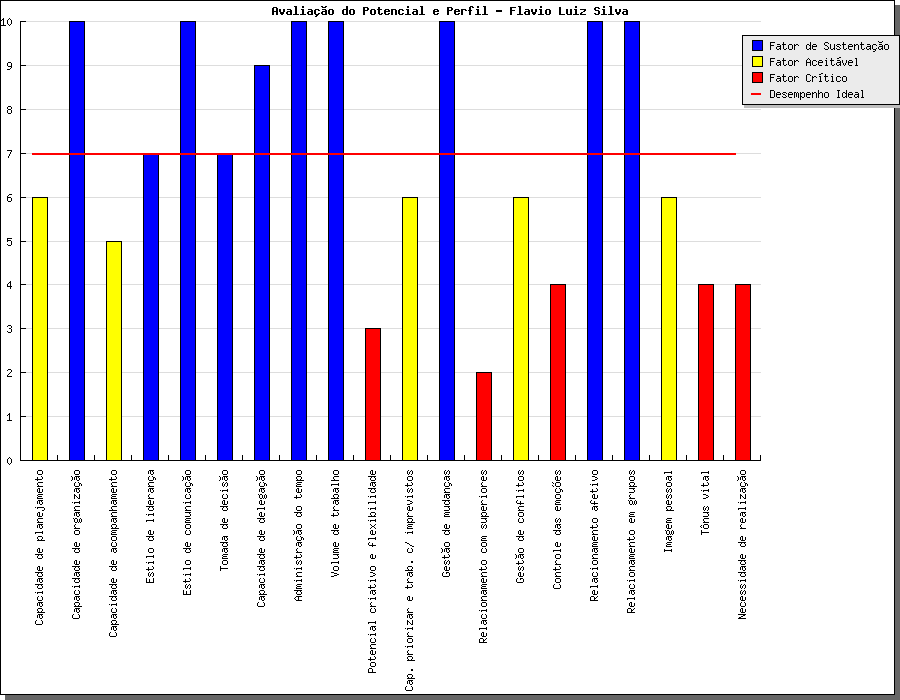 Avaliação do Potencial e Perfil - Flavio Luiz Silva
Fator de Sustentação
Fator Aceitável
Fator Crítico
Desempenho Ideal
10
9
8
7
6
5
4
3
2
1
0
Capacidade de planejamento
Capacidade de organização
Capacidade de acompanhamento
Estilo de liderança
Estilo de comunicação
Tomada de decisão
Capacidade de delegação
Administração do tempo
Volume de trabalho
Potencial criativo e flexibilidade
Cap. priorizar e trab. c/ imprevistos
Gestão de mudanças
Relacionamento com superiores
Gestão de conflitos
Controle das emoções
Relacionamento afetivo
Relacionamento em grupos
Imagem pessoal
Tônus vital
Necessidade de realização